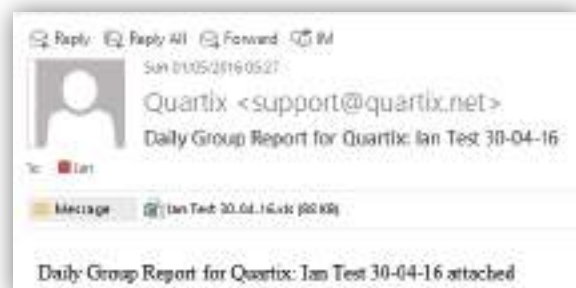 Reply Reply All Forward IM
Sun 01/05/2016 05:27
Quartix <support@quartix.net>
Daily Group Report for Quartix: Ian Test 30-04-16
To: Ian
Message Ian Test 30-04-16.xls (86 KB)
Daily Group Report for Quartix: Ian Test 30-04-16 attached